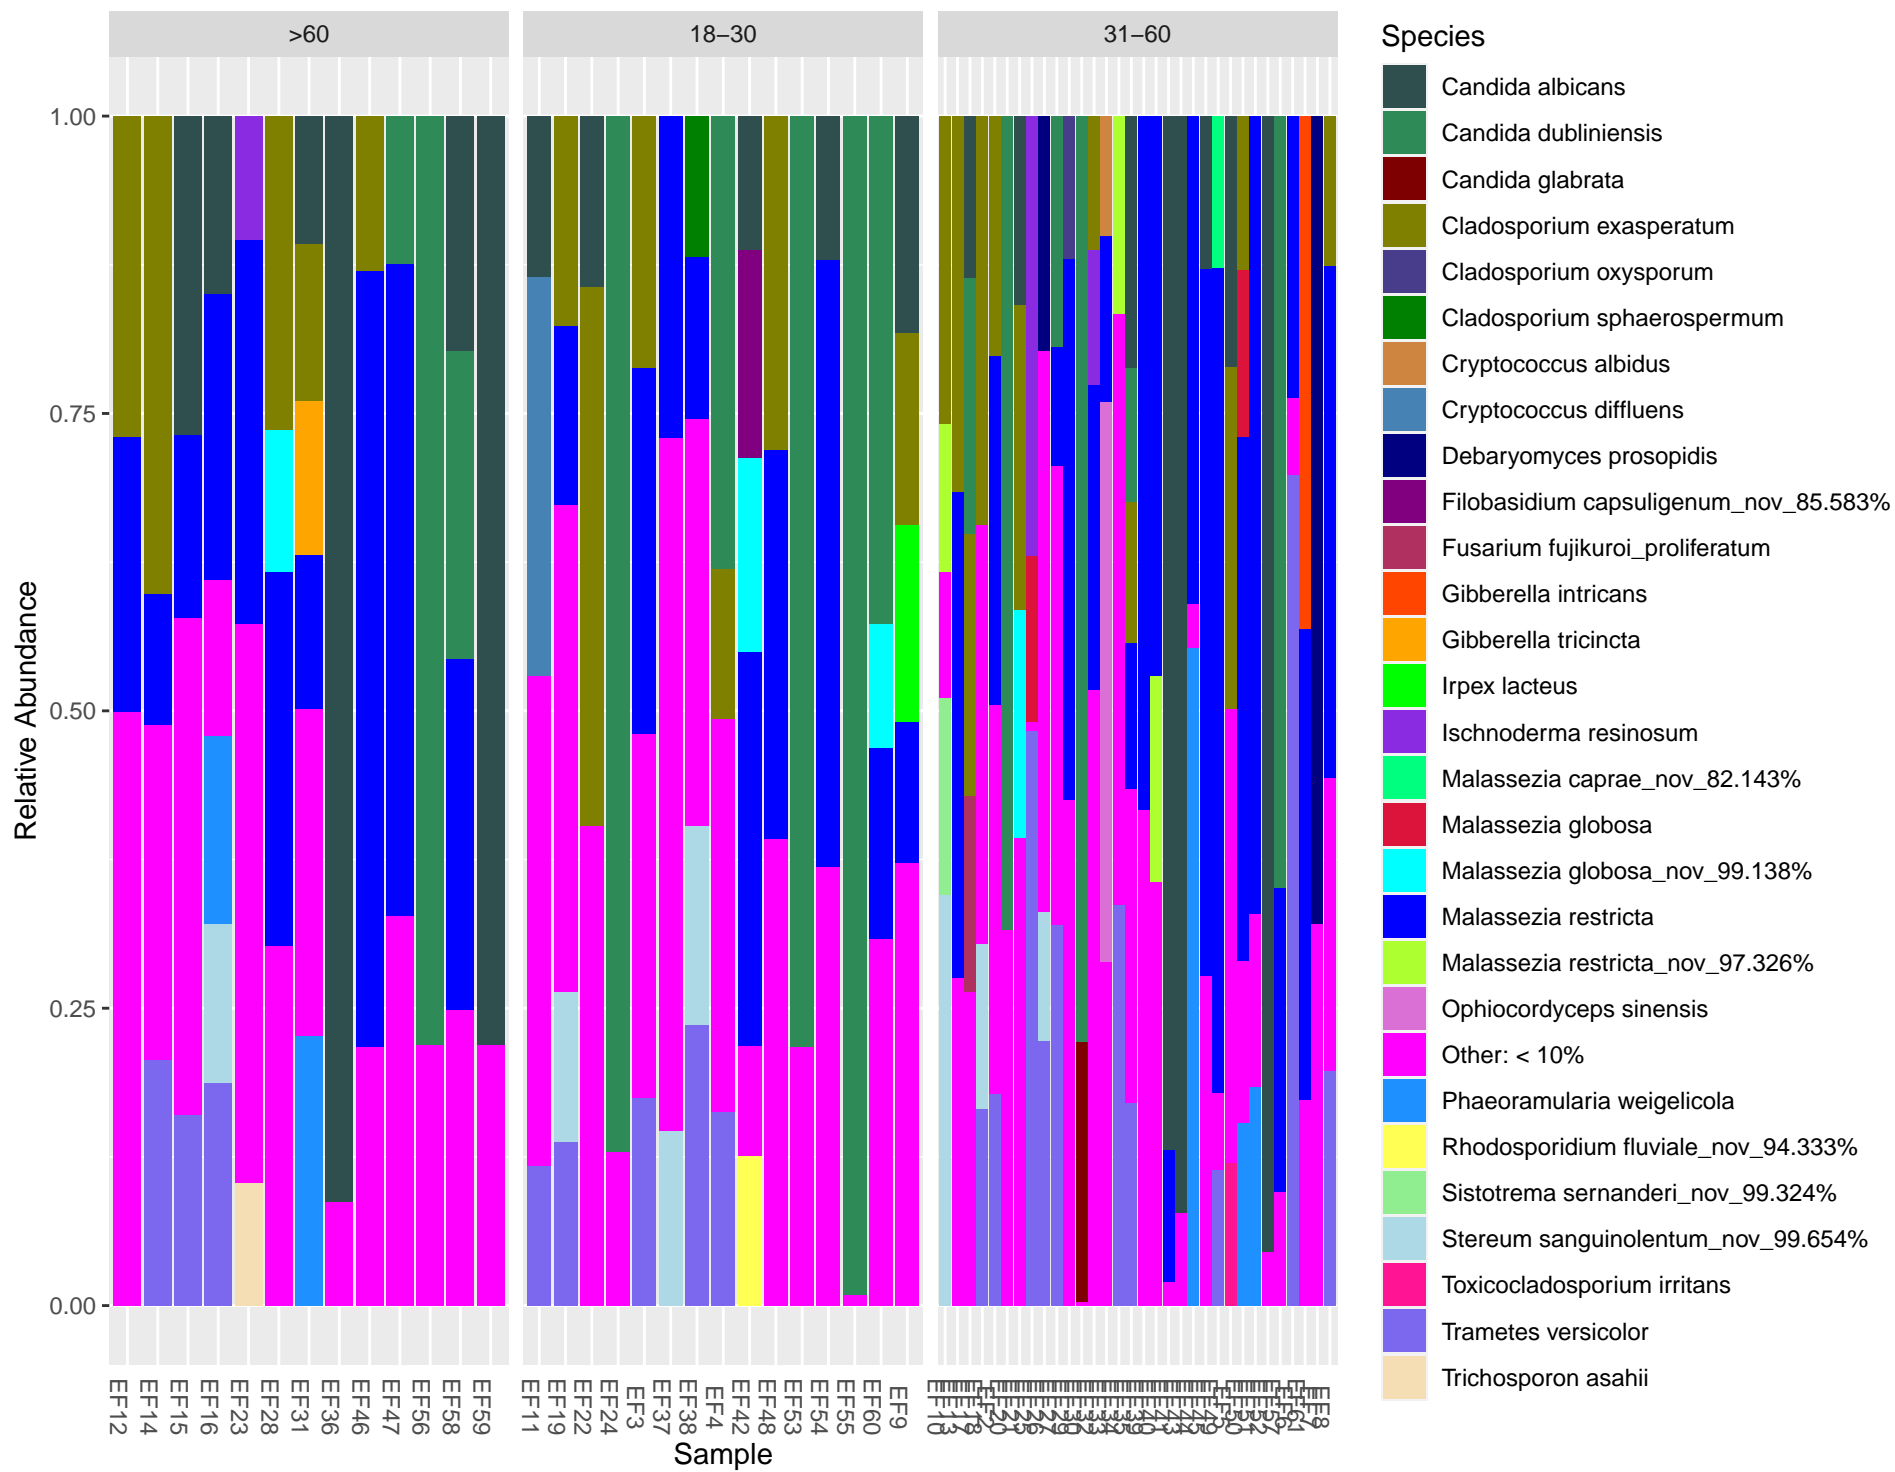 >60
18–30
31–60
Species
Candida albicans
Candida dubliniensis
Candida glabrata
Cladosporium exasperatum
Cladosporium oxysporum
Cladosporium sphaerospermum
Cryptococcus albidus
Cryptococcus diffluens
Debaryomyces prosopidis
Filobasidium capsuligenum_nov_85.583%
Fusarium fujikuroi_proliferatum
Gibberella intricans
Gibberella tricincta
Irpex lacteus
Ischnoderma resinosum
Malassezia caprae_nov_82.143%
Malassezia globosa
Malassezia globosa_nov_99.138%
Malassezia restricta
Malassezia restricta_nov_97.326%
Ophiocordyceps sinensis
Other: < 10%
Phaeoramularia weigelicola
Rhodosporidium fluviale_nov_94.333%
Sistotrema sernanderi_nov_99.324%
Stereum sanguinolentum_nov_99.654%
Toxicocladosporium irritans
Trametes versicolor
Trichosporon asahii
Relative Abundance
1.00
0.75
0.50
0.25
0.00
EF12
EF14
EF15
EF16
EF23
EF28
EF31
EF36
EF46
EF47
EF56
EF58
EF59
EF11
EF19
EF22
EF24
EF3
EF37
EF38
EF4
EF42
EF48
EF53
EF54
EF55
EF60
EF9
EF10
EF8
Sample